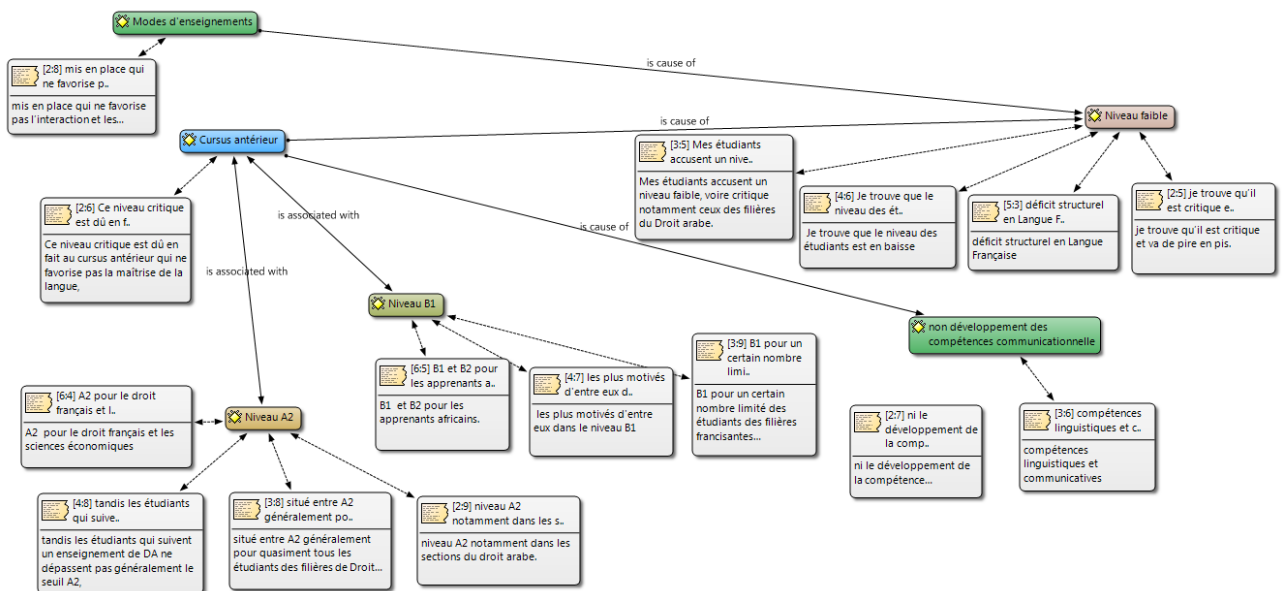 Modes d'enseignements
[2:8] mis en place qui
ne favorise p..
mis en place qui ne favorise
pas l'interaction et les...
is cause of
Cursus antérieur
is cause of
Niveau faible
[3:5] Mes étudiants
accusent un nive..
Mes étudiants accusent un
niveau faible, voire critique
notamment ceux des filières
du Droit arabe.
[4:6] Je trouve que le
niveau des ét..
Je trouve que le niveau des
étudiants est en baisse
[5:3] déficit structurel
en Langue F..
déficit structurel en Langue
Française
[2:5] je trouve qu'il
est critique e..
je trouve qu'il est critique
et va de pire en pis.
[2:6] Ce niveau critique
est dû en f..
Ce niveau critique est dû en
fait au cursus antérieur qui ne
favorise pas la maîtrise de la
langue,
is associated with
is cause of
is associated with
Niveau B1
non développement des
compétences communicationnelle
[6:5] B1 et B2 pour
les apprenants a..
B1 et B2 pour les
apprenants africains.
[4:7] les plus motivés
d'entre eux d..
les plus motivés d'entre
eux dans le niveau B1
[3:9] B1 pour un
certain nombre
limi..
B1 pour un certain
nombre limité des
étudiants des filières
francisantes...
[6:4] A2 pour le droit
français et l..
A2 pour le droit français et les
sciences économiques
Niveau A2
[2:7] ni le
développement de
la comp..
ni le développement de
la compétence...
[3:6] compétences
linguistiques et c..
compétences
linguistiques et
communicatives
[4:8] tandis les étudiants
qui suive..
tandis les étudiants qui suivent
un enseignement de DA ne
dépassent pas généralement le
seuil A2,
[3:8] situé entre A2
généralement po..
situé entre A2 généralement
pour quasiment tous les
étudiants des filières de Droit...
[2:9] niveau A2
notamment dans les s..
niveau A2 notamment dans les
sections du droit arabe.